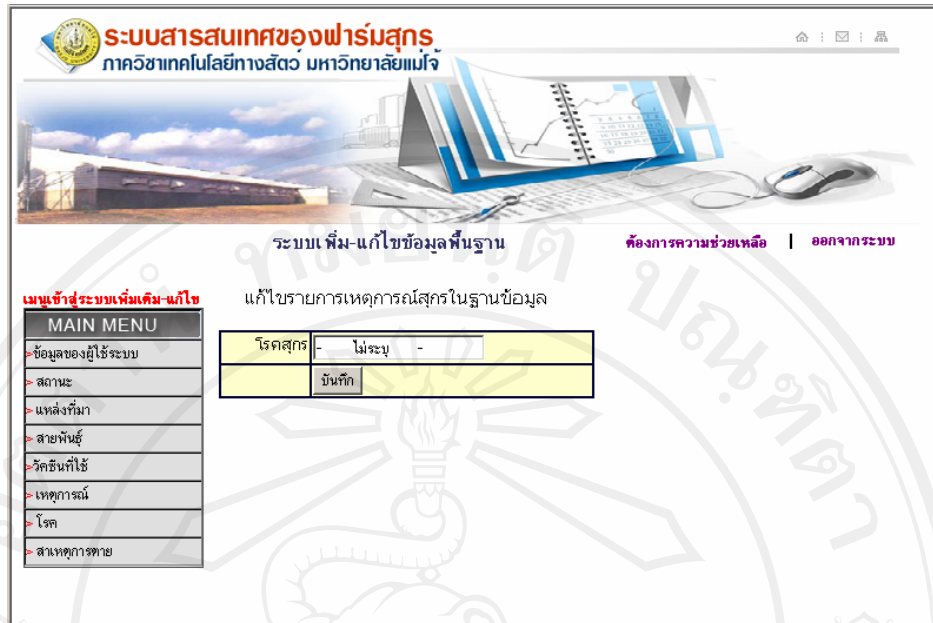 ระบบสารสนเทศของฟาร์มสุกร
ภาควิชาเทคโนโลยีทางสัตว์ มหาวิทยาลัยแม่โจ้
ระบบเพิ่ม-แก้ไขข้อมูลพื้นฐาน
ต้องการความช่วยเหลือ | ออกจากระบบ
เมนูเข้าสู่ระบบเพิ่มเติม-แก้ไข
แก้ไขรายการเหตุการณ์สุกรในฐานข้อมูล
MAIN MENU
โรคสุกร - ไม่ระบุ -
บันทึก
>ข้อมูลของผู้ใช้ระบบ
> สถานะ
> แหล่งที่มา
> สายพันธุ์
>วัคซีนที่ใช้
> เหตุการณ์
> โรค
> สาเหตุการตาย